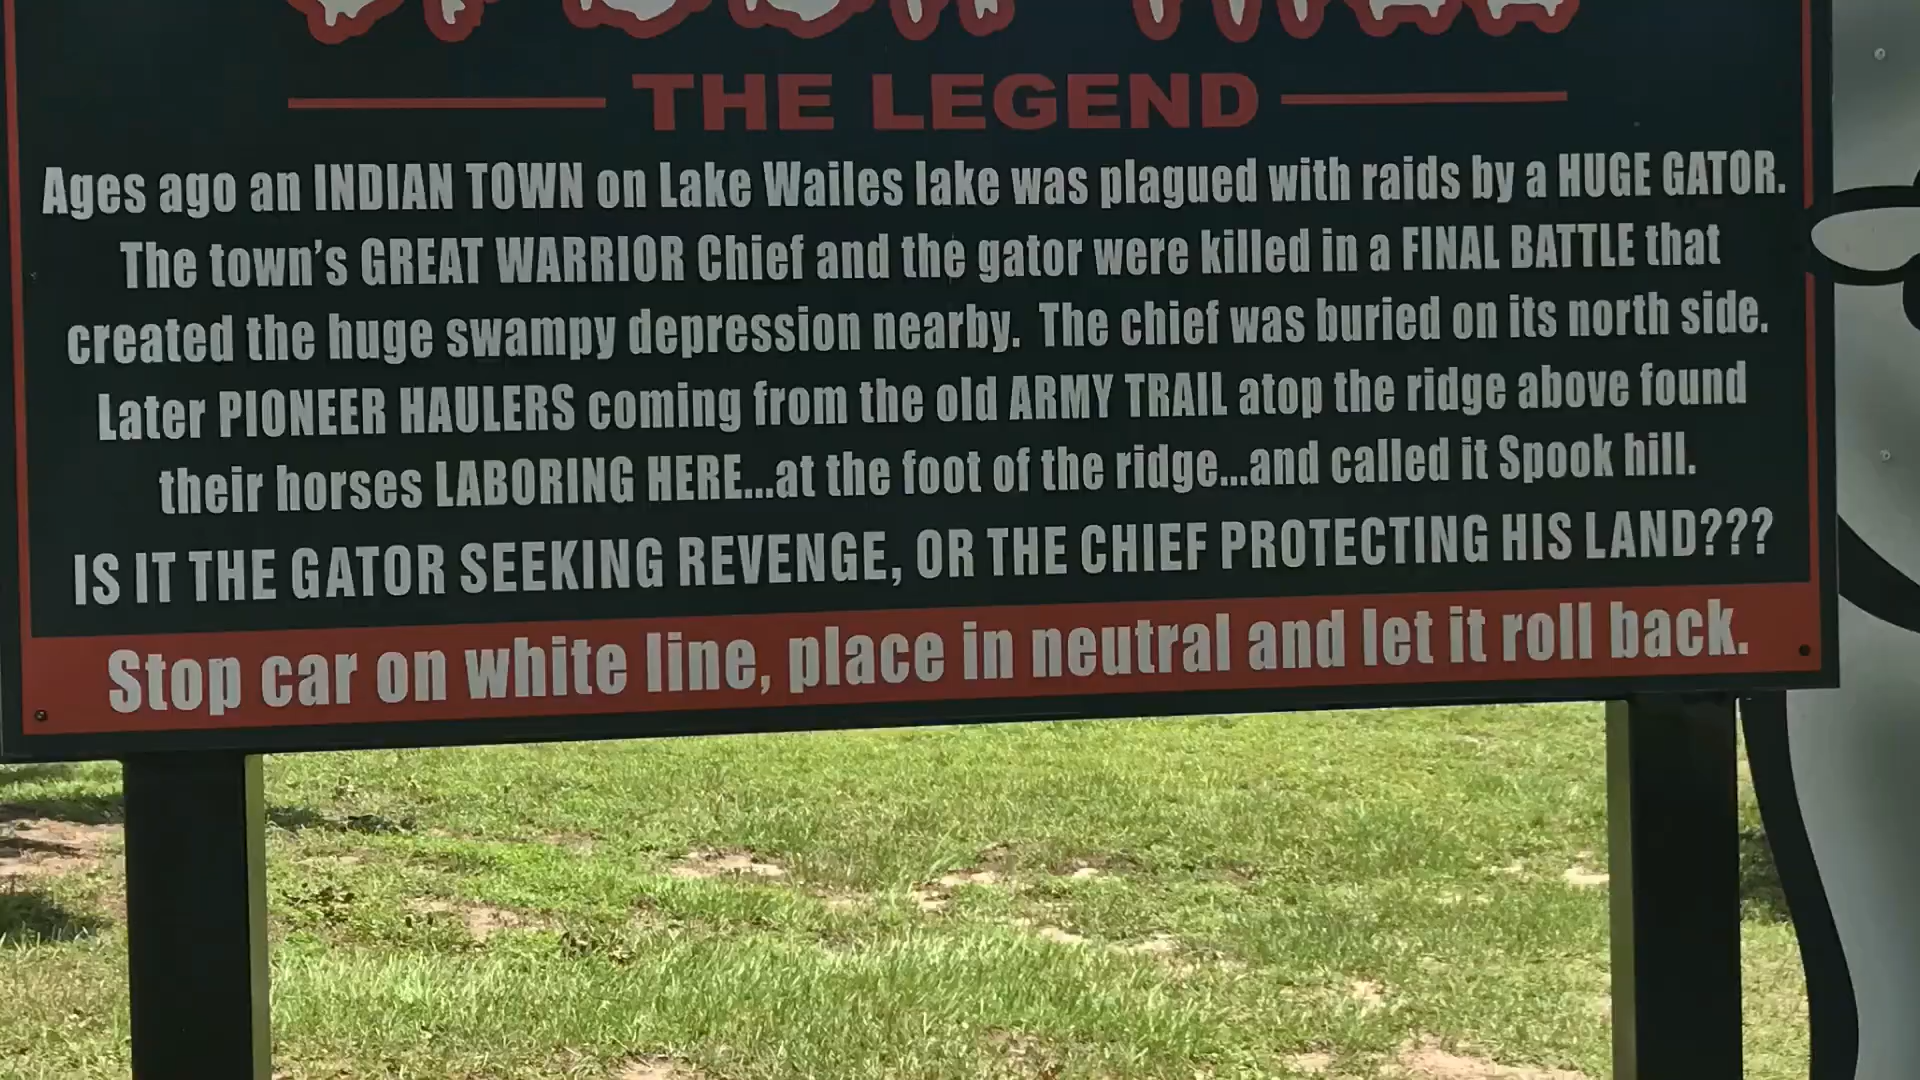 THE LEGEND
Ages ago an INDIAN TOWN on Lake Wailes lake was plagued with raids by a HUGE GATOR.
The town's GREAT WARRIOR Chief and the gator were killed in a FINAL BATTLE that
created the huge swampy depression nearby. The chief was buried on its north side.
Later PIONEER HAULERS coming from the old ARMY TRAIL atop the ridge above found
their horses LABORING HERE...at the foot of the ridge...and called it Spook hill.
IS IT THE GATOR SEEKING REVENGE, OR THE CHIEF PROTECTING HIS LAND???
Stop car on white line, place in neutral and let it roll back.